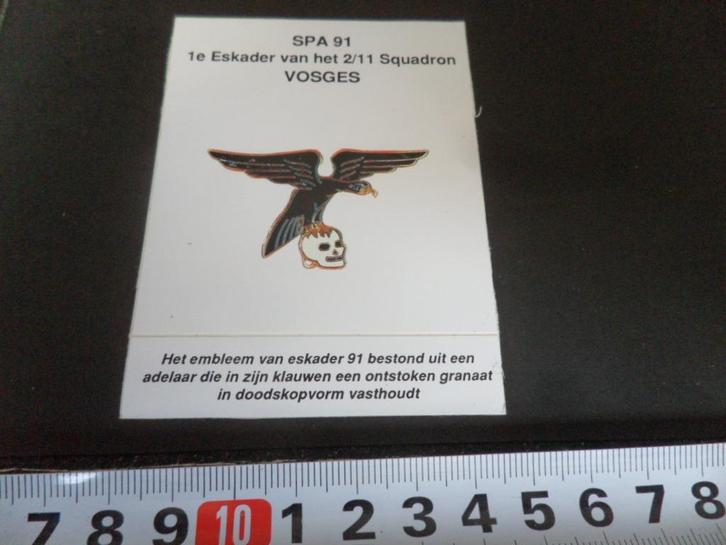 SPA 91
1e Eskader van het 2/11 Squadron
VOSGES
Het embleem van eskader 91 bestond uit een
adelaar die in zijn klauwen een ontstoken granaat
in doodskopvorm vasthoudt
7 8 9 10 1 2 3 4 5 6 7 8